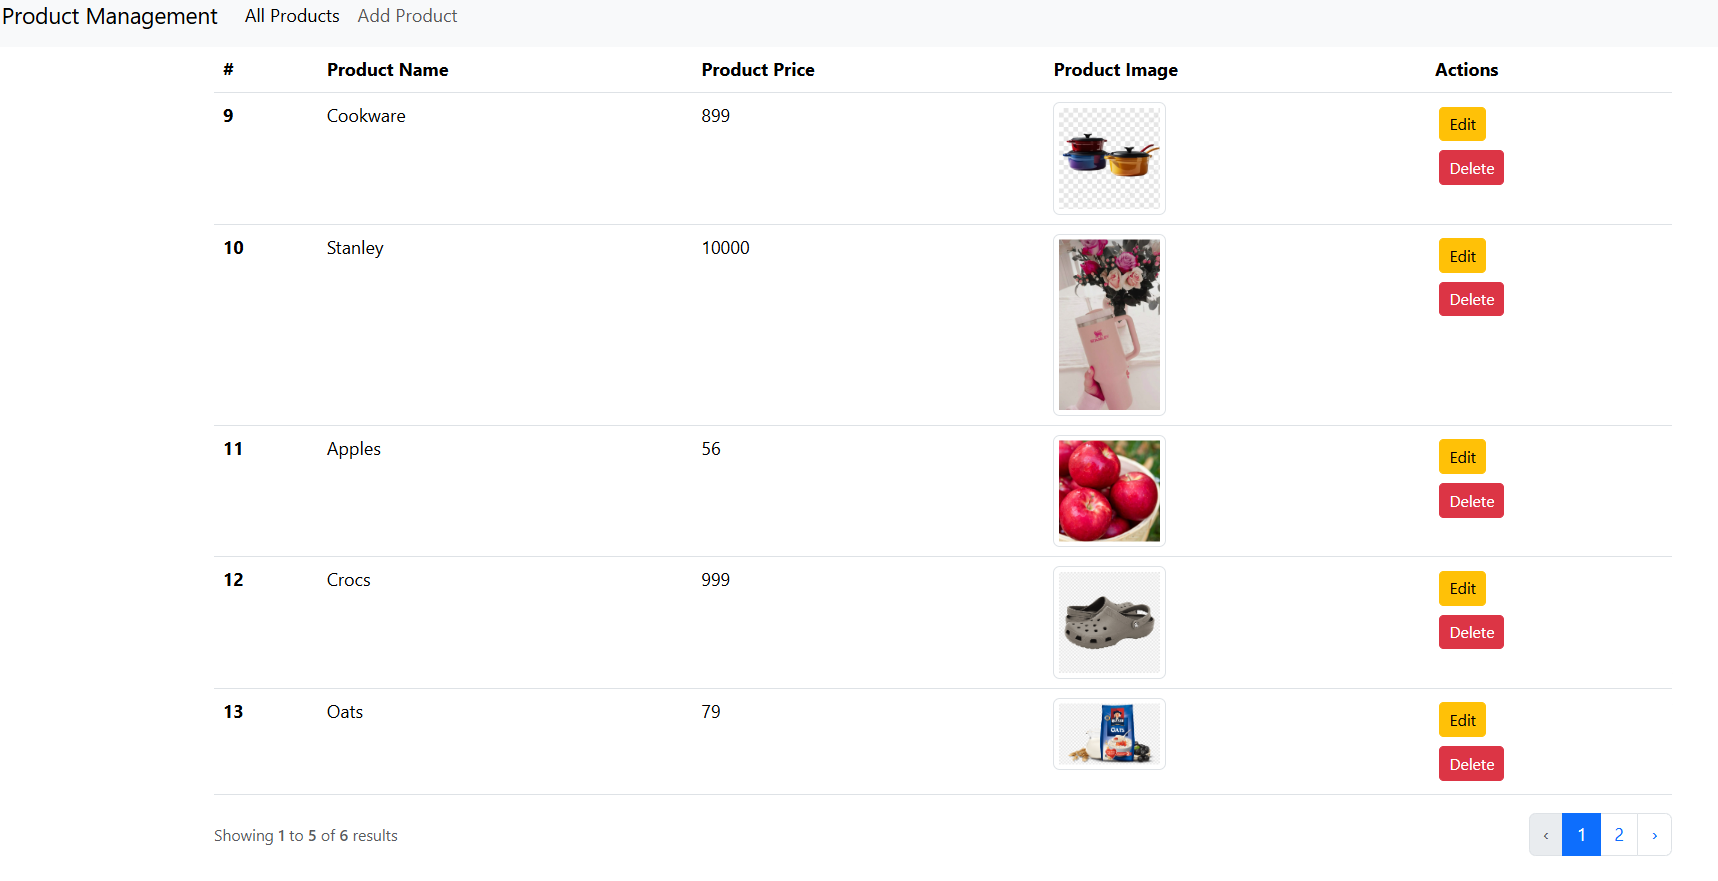 Product Management All Products Add Product
# Product Name Product Price Product Image Actions
9 Cookware 899 Edit
Delete
10 Stanley 10000 Edit
Delete
STANLEY
11 Apples 56 Edit
Delete
12 Crocs 999 Edit
Delete
13 Oats 79 Edit
OATS
Delete
Showing 1 to 5 of 6 results ‹ 1 2 ›